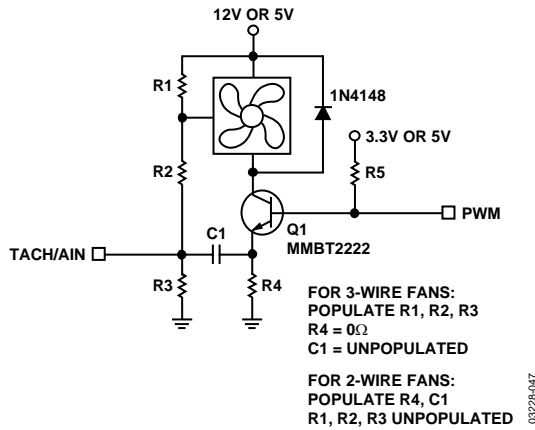 12V OR 5V
R1
1N4148
3.3V OR 5V
R5
R2
PWM
Q1
MMBT2222
C1
TACH/AIN
R3
R4
FOR 3-WIRE FANS:
POPULATE R1, R2, R3
R4 = 0Ω
C1 = UNPOPULATED
FOR 2-WIRE FANS:
POPULATE R4, C1
R1, R2, R3 UNPOPULATED
03228-047